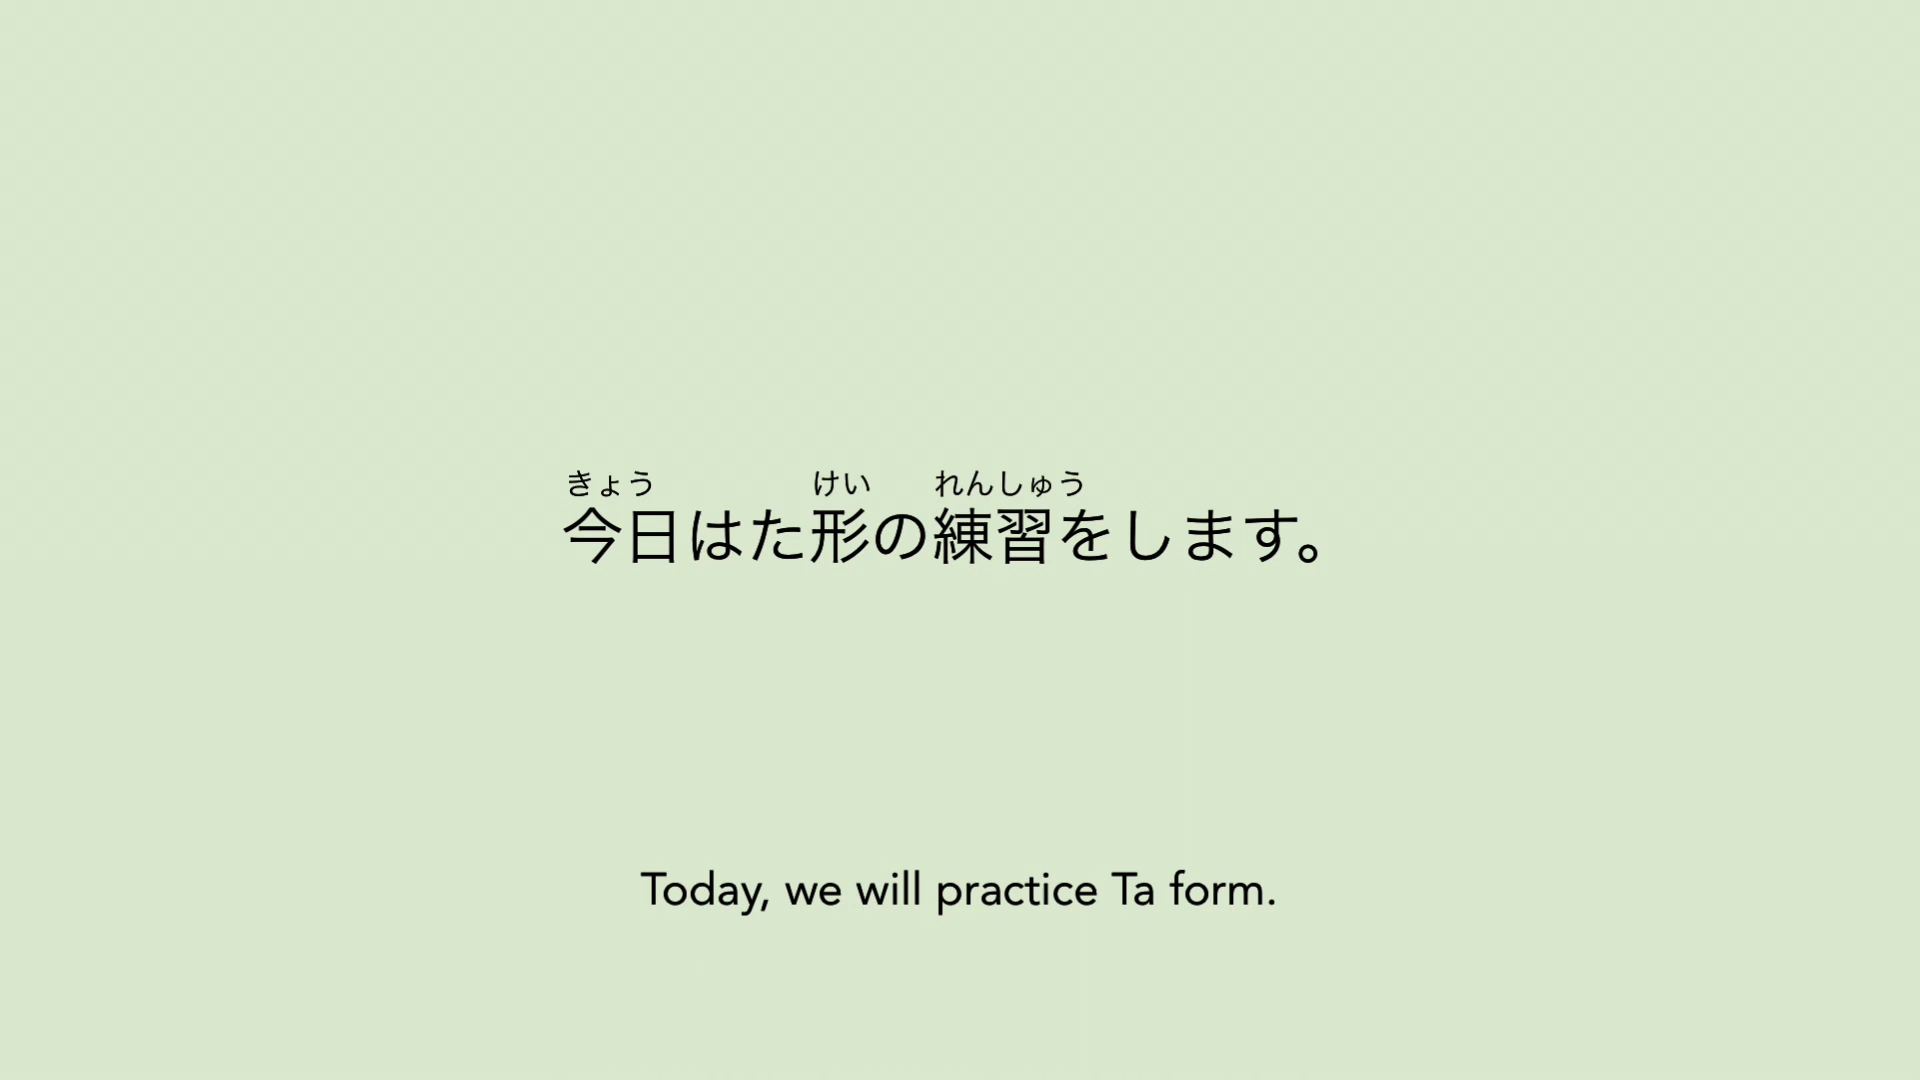 きょう けい れんしゅう
今日はた形の練習をします。
Today, we will practice Ta form.